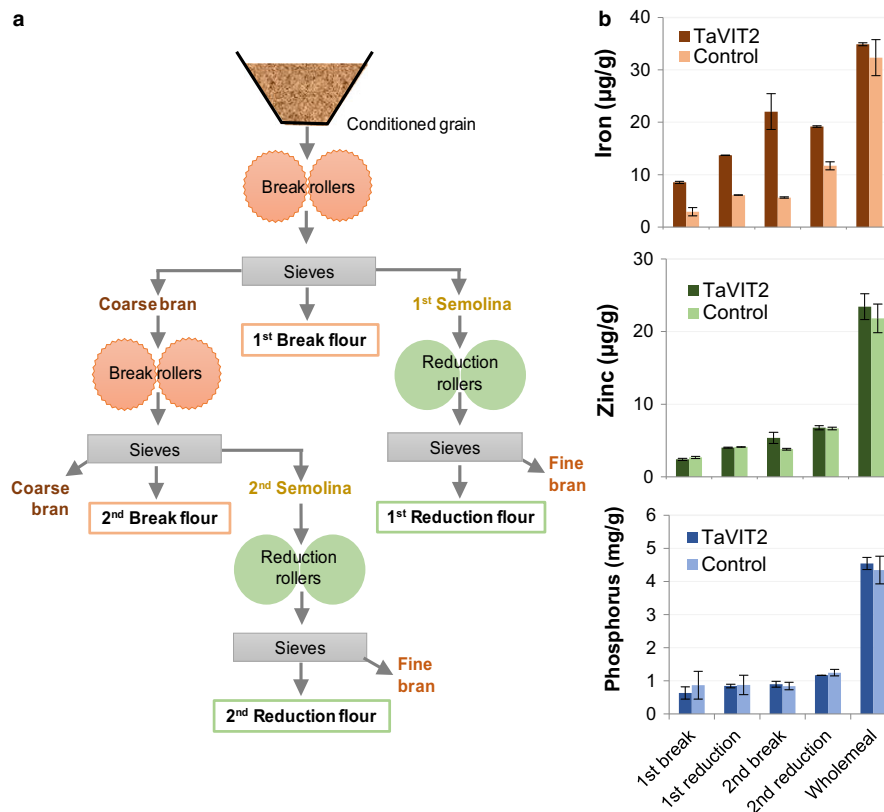 a
Conditioned grain
Break rollers
Sieves
Coarse bran
1st Semolina
1st Break flour
Break rollers
Reduction
rollers
Sieves
Sieves
Coarse
bran
2nd Semolina
Fine
bran
2nd Break flour
1st Reduction flour
Reduction
rollers
Sieves
Fine
bran
2nd Reduction flour
b
Iron (µg/g)
40
30
20
10
0
TaVIT2
Control
Zinc (µg/g)
30
20
10
0
TaVIT2
Control
Phosphorus (mg/g)
6
5
4
3
2
1
0
TaVIT2
Control
1st break
1st reduction
2nd break
2nd reduction
Wholemeal